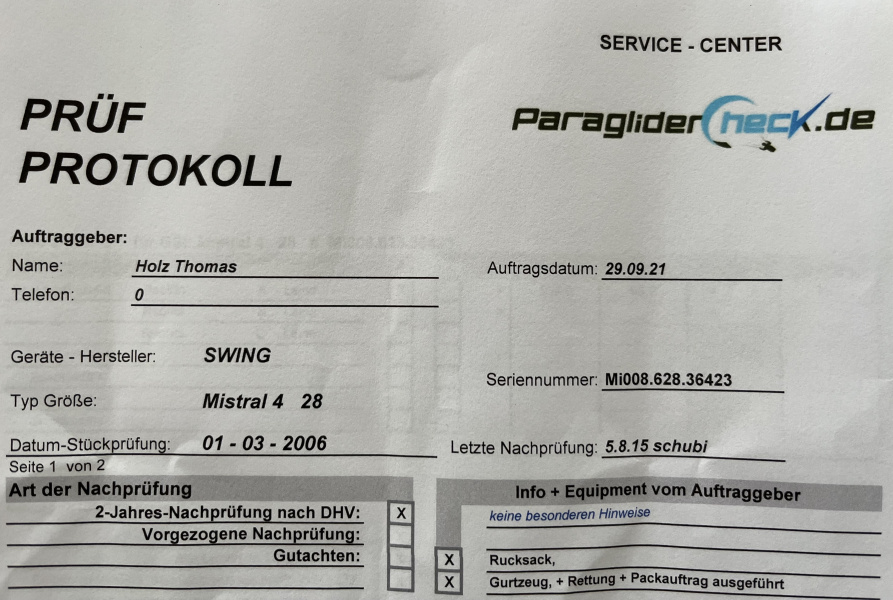 SERVICE - CENTER
PRÜF
PROTOKOLL
ParagliderCheck.de
Auftraggeber:
Name: Holz Thomas
Auftragsdatum: 29.09.21
Telefon: 0
Geräte - Hersteller: SWING
Seriennummer: Mi008.628.36423
Typ Größe: Mistral 4 28
Datum-Stückprüfung: 01 - 03 - 2006
Letzte Nachprüfung: 5.8.15 schubi
Seite 1 von 2
Art der Nachprüfung
2-Jahres-Nachprüfung nach DHV: X
Vorgezogene Nachprüfung:
Gutachten:
Info + Equipment vom Auftraggeber
keine besonderen Hinweise
X Rucksack,
X Gurtzeug, + Rettung + Packauftrag ausgeführt